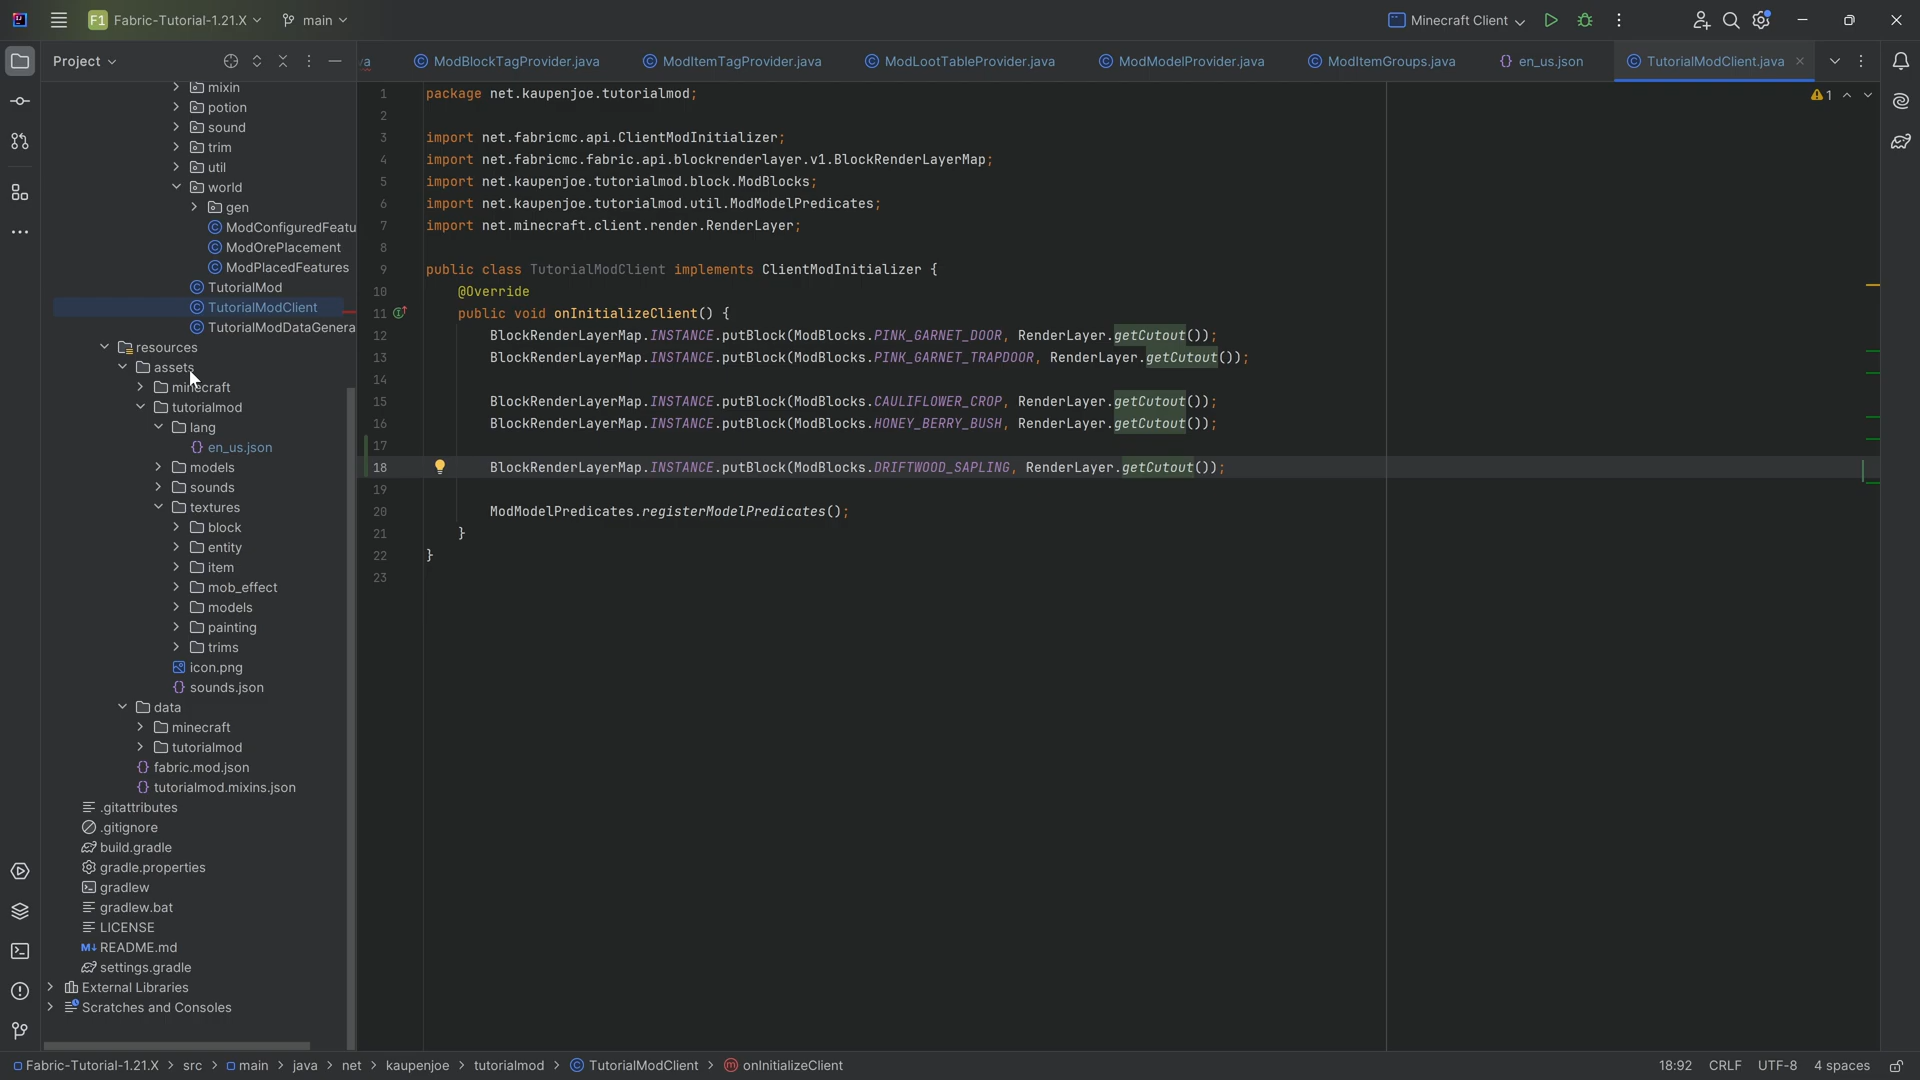 F1 Fabric-Tutorial-1.21.X main Minecraft Client
Project
va ModBlockTagProvider.java ModItemTagProvider.java ModLootTableProvider.java ModModelProvider.java ModItemGroups.java {} en_us.json TutorialModClient.java
mixin
potion
sound
trim
util
world
gen
ModConfiguredFeatu
ModOrePlacement
ModPlacedFeatures
TutorialMod
TutorialModClient
TutorialModDataGenera
resources
assets
minecraft
tutorialmod
lang
{} en_us.json
models
sounds
textures
block
entity
item
mob_effect
models
painting
trims
icon.png
{} sounds.json
data
minecraft
tutorialmod
{} fabric.mod.json
{} tutorialmod.mixins.json
.gitattributes
.gitignore
build.gradle
gradle.properties
gradlew
gradlew.bat
LICENSE
M↓ README.md
settings.gradle
External Libraries
Scratches and Consoles
1 package net.kaupenjoe.tutorialmod;
2
3 import net.fabricmc.api.ClientModInitializer;
4 import net.fabricmc.fabric.api.blockrenderlayer.v1.BlockRenderLayerMap;
5 import net.kaupenjoe.tutorialmod.block.ModBlocks;
6 import net.kaupenjoe.tutorialmod.util.ModModelPredicates;
7 import net.minecraft.client.render.RenderLayer;
8
9 public class TutorialModClient implements ClientModInitializer {
10 @Override
11 public void onInitializeClient() {
12 BlockRenderLayerMap.INSTANCE.putBlock(ModBlocks.PINK_GARNET_DOOR, RenderLayer.getCutout());
13 BlockRenderLayerMap.INSTANCE.putBlock(ModBlocks.PINK_GARNET_TRAPDOOR, RenderLayer.getCutout());
14
15 BlockRenderLayerMap.INSTANCE.putBlock(ModBlocks.CAULIFLOWER_CROP, RenderLayer.getCutout());
16 BlockRenderLayerMap.INSTANCE.putBlock(ModBlocks.HONEY_BERRY_BUSH, RenderLayer.getCutout());
17
18 BlockRenderLayerMap.INSTANCE.putBlock(ModBlocks.DRIFTWOOD_SAPLING, RenderLayer.getCutout());
19
20 ModModelPredicates.registerModelPredicates();
21 }
22 }
23
1
Fabric-Tutorial-1.21.X > src > main > java > net > kaupenjoe > tutorialmod > TutorialModClient > onInitializeClient 18:92 CRLF UTF-8 4 spaces